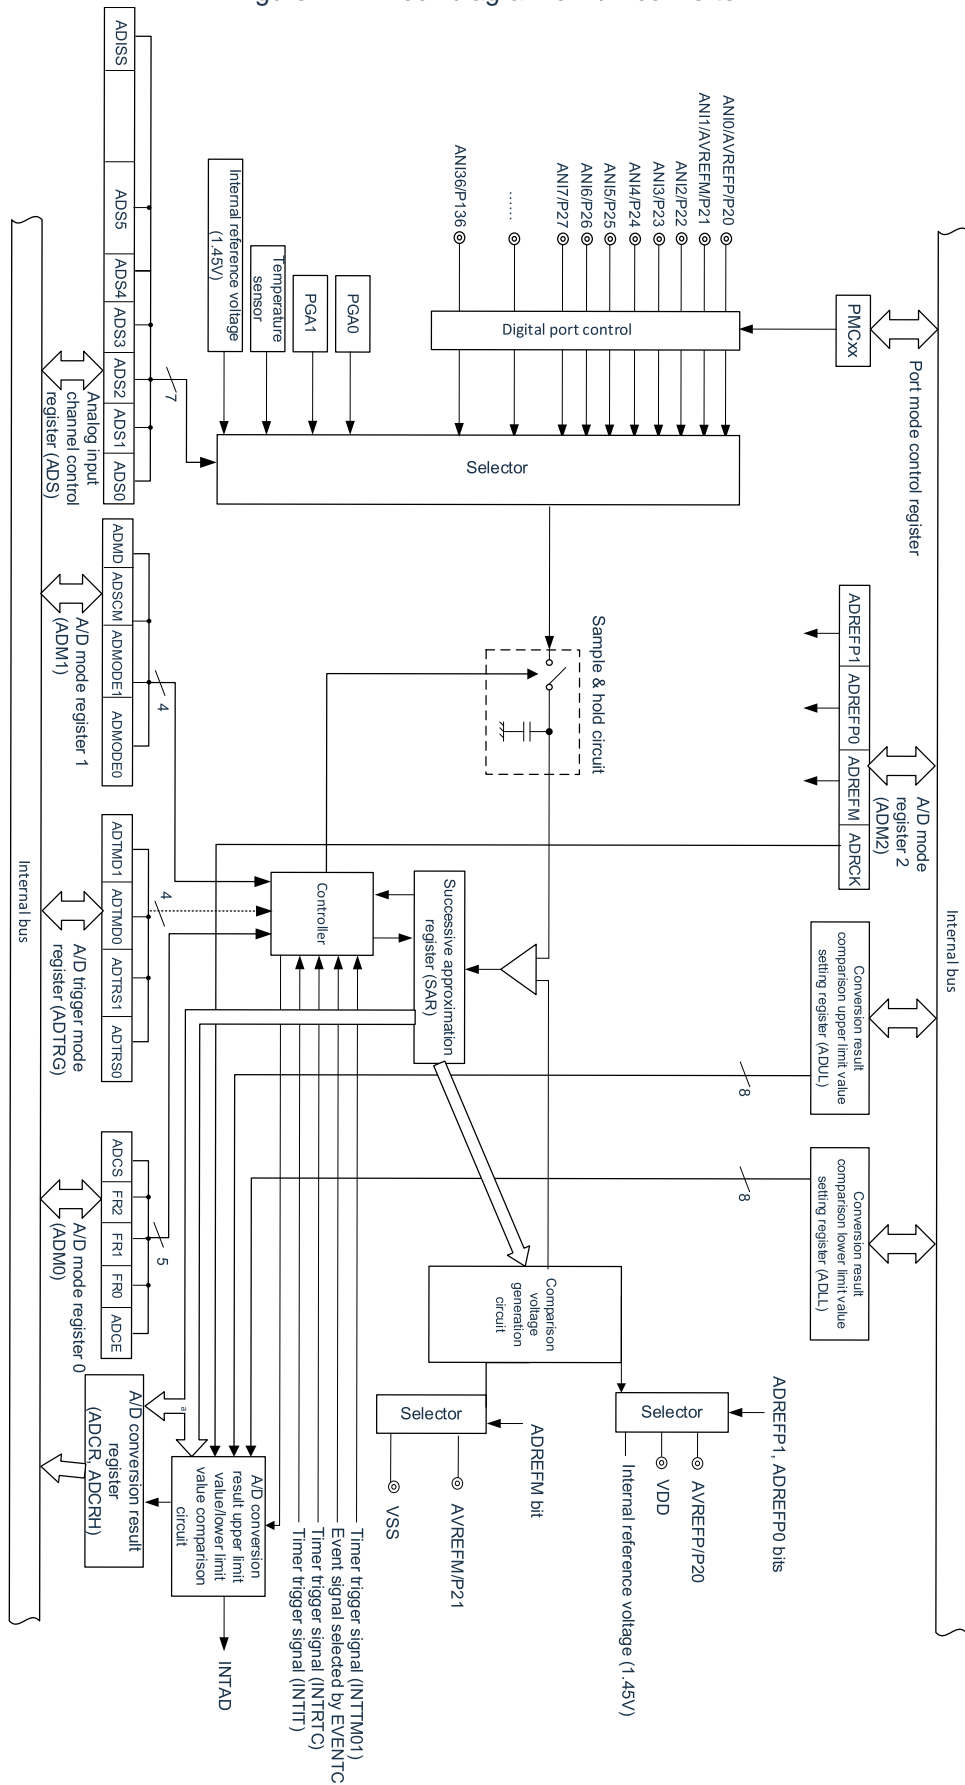 Internal bus
PMCxx
Port mode control register
ADREFP1
ADREFP0
ADREFM
ADRCK
A/D mode
register 2
(ADM2)
Conversion result
comparison upper limit value
setting register (ADUL)
Conversion result
comparison lower limit value
setting register (ADLL)
ANI0/AVREFP/P20
ANI1/AVREFM/P21
ANI2/P22
ANI3/P23
ANI4/P24
ANI5/P25
ANI6/P26
ANI7/P27
......
ANI36/P136
Digital port control
PGA0
PGA1
Temperature
sensor
Internal reference voltage
(1.45V)
Selector
Sample & hold circuit
8
8
ADREFP1, ADREFP0 bits
Selector
AVREFP/P20
VDD
Internal reference voltage (1.45V)
Comparison
voltage
generation
circuit
ADREFM bit
Selector
AVREFM/P21
VSS
Successive approximation
register (SAR)
Controller
Timer trigger signal (INTTM01)
Event signal selected by EVENTC
Timer trigger signal (INTRTC)
Timer trigger signal (INTIT)
A/D conversion
result upper limit
value/lower limit
value comparison
circuit
INTAD
7
4
4
5
a
A/D conversion result
register
(ADCR, ADCRH)
ADISS
ADS5
ADS4
ADS3
ADS2
ADS1
ADS0
Analog input
channel control
register (ADS)
ADMD
ADSCM
ADMODE1
ADMODE0
A/D mode register 1
(ADM1)
ADTMD1
ADTMD0
ADTRS1
ADTRS0
A/D trigger mode
register (ADTRG)
ADCS
FR2
FR1
FR0
ADCE
A/D mode register 0
(ADM0)
Internal bus